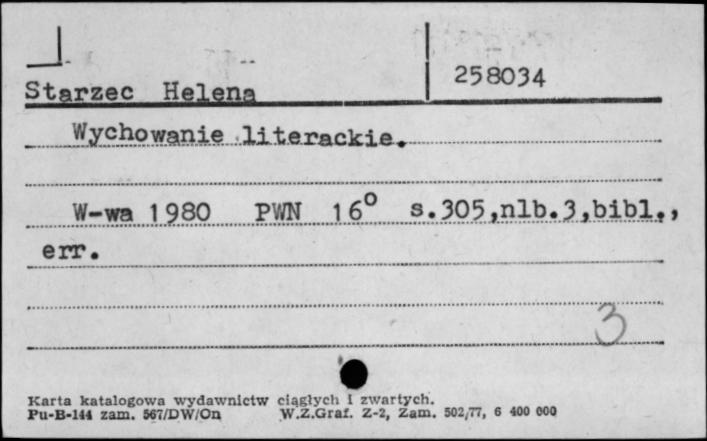 258034
Starzec Helena
Wychowanie literackie.
W-wa 1980 PWN 16° s.305,nlb.3,bibl.,
err.
3
Karta katalogowa wydawnictw ciągłych i zwartych.
Pu-B-144 zam. 567/DW/On W.Z.Graf. Z-2, Zam. 502/77, 6 400 000